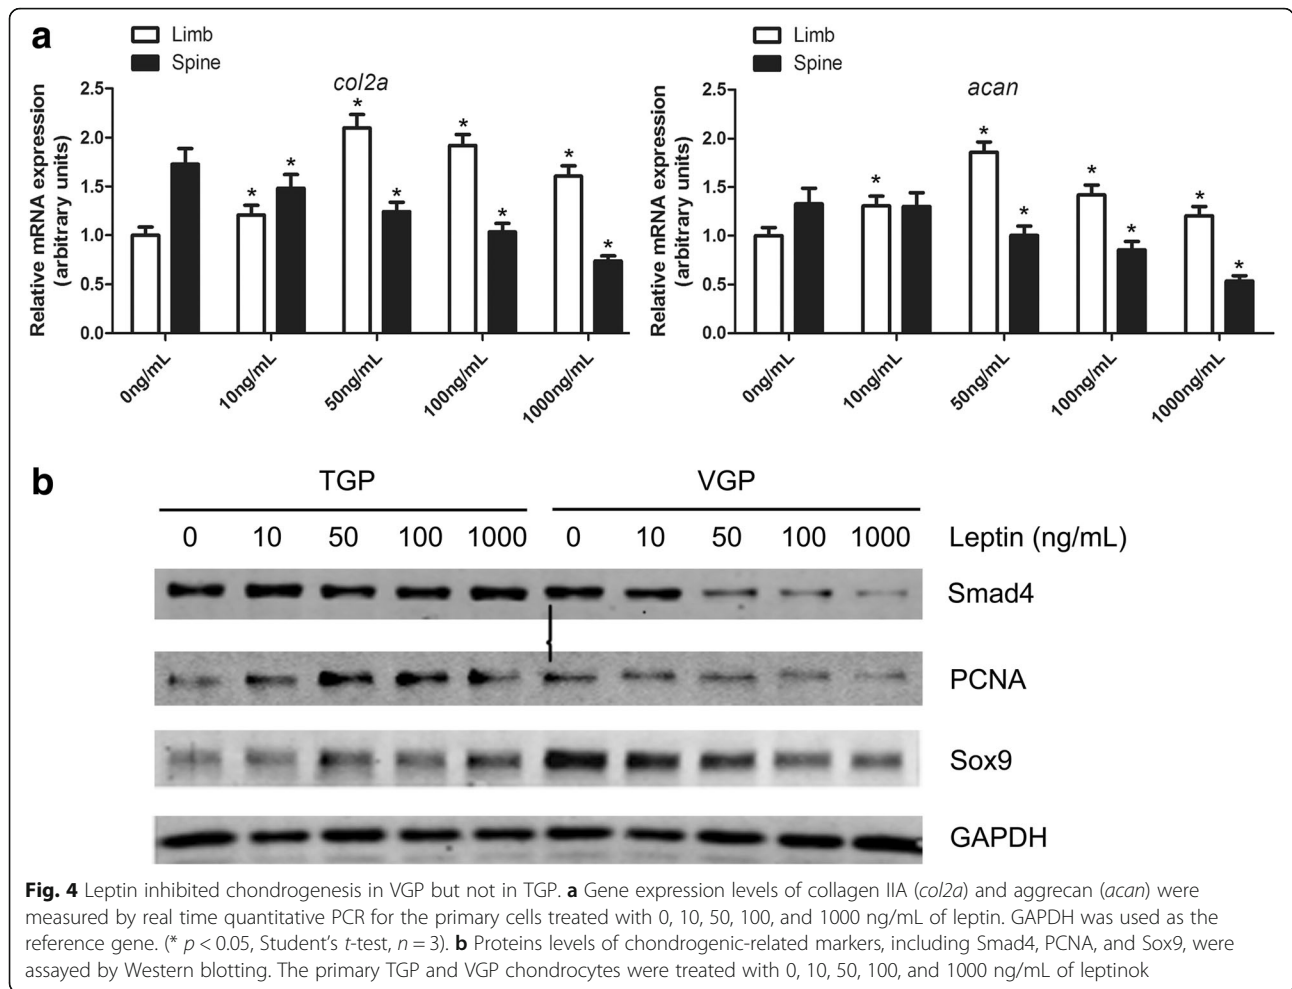 a
Limb
Spine
col2a
Relative mRNA expression
(arbitrary units)
2.5
2.0
1.5
1.0
0.5
0.0
* * * * * * * *
0ng/mL
10ng/mL
50ng/mL
100ng/mL
1000ng/mL
Limb
Spine
acan
Relative mRNA expression
(arbitrary units)
2.5
2.0
1.5
1.0
0.5
0.0
* * * * * * *
0ng/mL
10ng/mL
50ng/mL
100ng/mL
1000ng/mL
b
TGP VGP
0 10 50 100 1000 0 10 50 100 1000 Leptin (ng/mL)
Smad4
PCNA
Sox9
GAPDH
Fig. 4 Leptin inhibited chondrogenesis in VGP but not in TGP. a Gene expression levels of collagen IIA (col2a) and aggrecan (acan) were
measured by real time quantitative PCR for the primary cells treated with 0, 10, 50, 100, and 1000 ng/mL of leptin. GAPDH was used as the
reference gene. (* p < 0.05, Student's t-test, n = 3). b Proteins levels of chondrogenic-related markers, including Smad4, PCNA, and Sox9, were
assayed by Western blotting. The primary TGP and VGP chondrocytes were treated with 0, 10, 50, 100, and 1000 ng/mL of leptinok